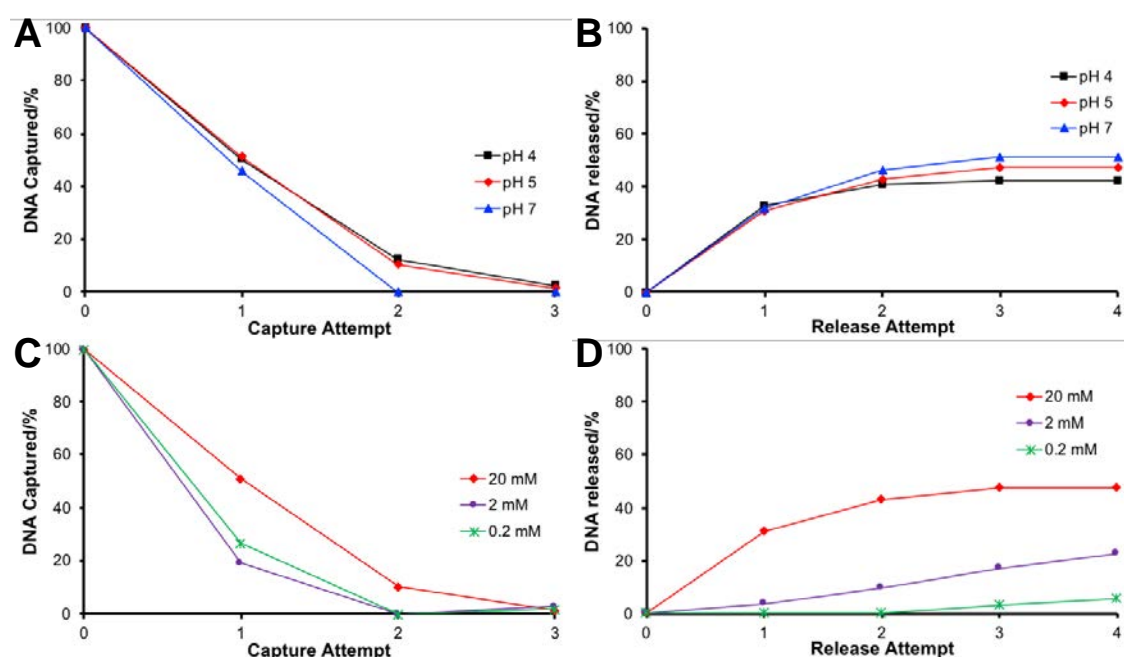 A
DNA Captured/%
100
80
60
40
20
0
0 1 2 3
Capture Attempt
pH 4
pH 5
pH 7
B
DNA released/%
100
80
60
40
20
0
0 1 2 3 4
Release Attempt
pH 4
pH 5
pH 7
C
DNA Captured/%
100
80
60
40
20
0
0 1 2 3
Capture Attempt
20 mM
2 mM
0.2 mM
D
DNA released/%
100
80
60
40
20
0
0 1 2 3 4
Release Attempt
20 mM
2 mM
0.2 mM